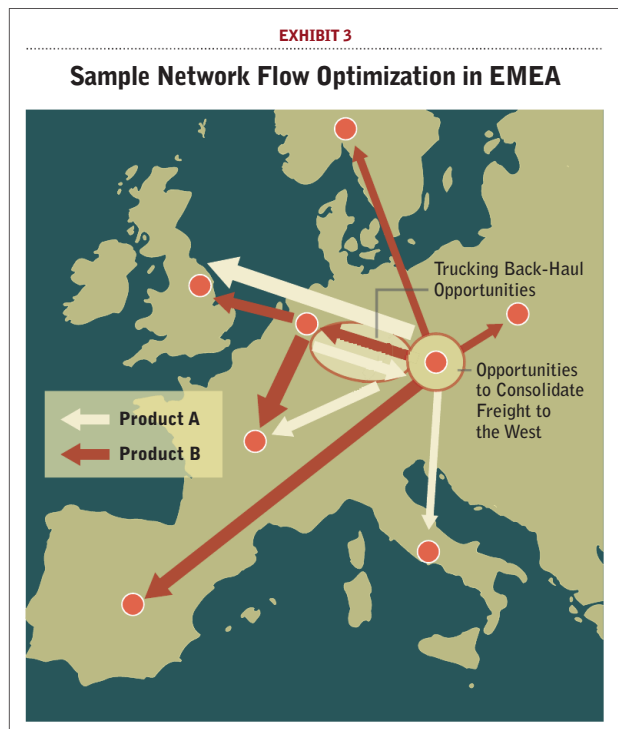 EXHIBIT 3
Sample Network Flow Optimization in EMEA
Trucking Back-Haul
Opportunities
Opportunities
to Consolidate
Freight to
the West
Product A
Product B